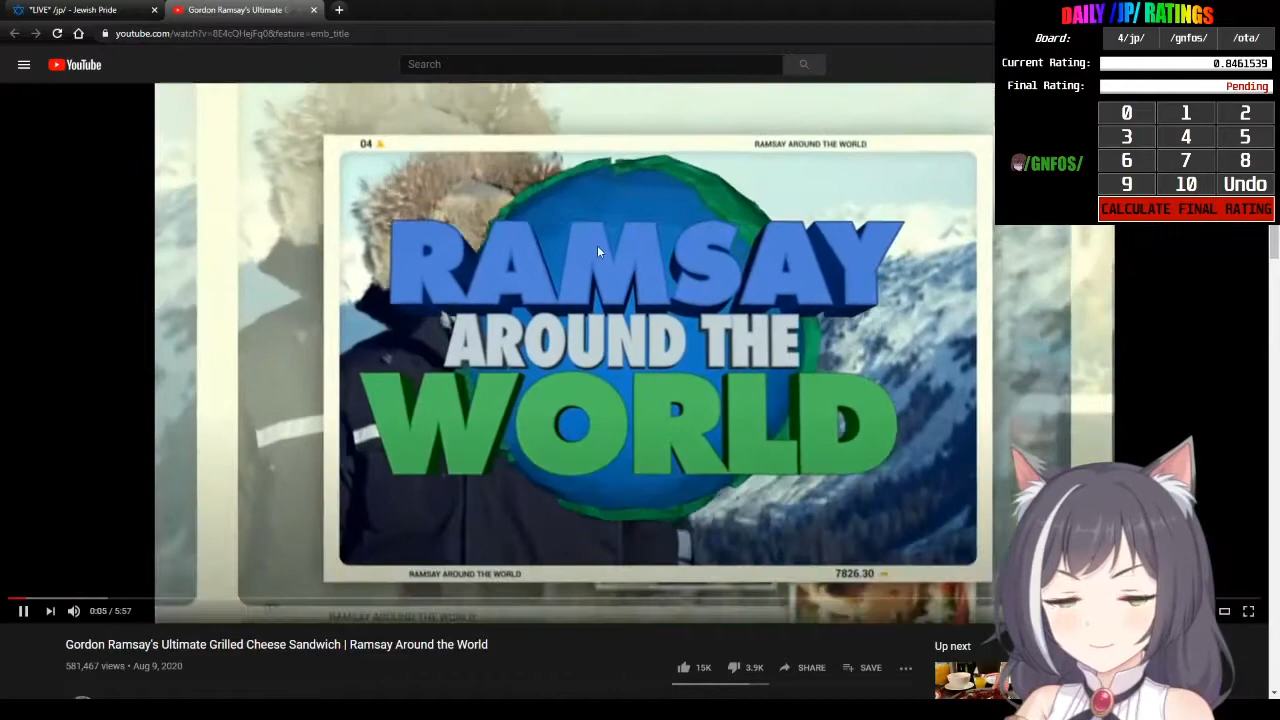 *LIVE* /jp/ - Jewish Pride
Gordon Ramsay's Ultimate G
youtube.com/watch?v=8E4cQHejFq0&feature=emb_title
YouTube
Search
04
RAMSAY AROUND THE WORLD
RAMSAY
AROUND THE
WORLD
RAMSAY AROUND THE WORLD
7826.30
RAMSAY AROUND THE WORLD
0:05 / 5:57
Gordon Ramsay's Ultimate Grilled Cheese Sandwich | Ramsay Around the World
581,467 views • Aug 9, 2020
15K
3.9K
SHARE
SAVE
Up next
DAILY /JP/ RATINGS
Board:
4/jp/
/gnfos/
/ota/
Current Rating:
0.8461539
Final Rating:
Pending
/GNFOS/
0 1 2
3 4 5
6 7 8
9 10 Undo
CALCULATE FINAL RATING